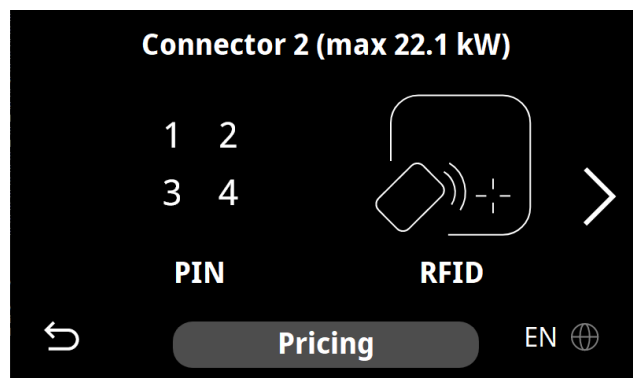 Connector 2 (max 22.1 kW)
1 2
3 4
PIN
RFID
Pricing
EN